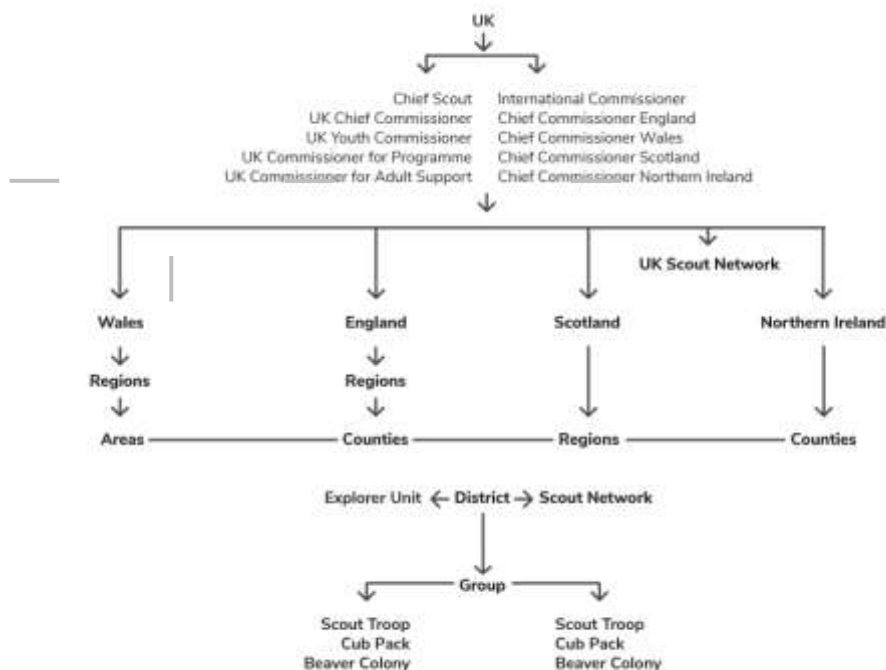 UK
Chief Scout
UK Chief Commissioner
UK Youth Commissioner
UK Commissioner for Programme
UK Commissioner for Adult Support
International Commissioner
Chief Commissioner England
Chief Commissioner Wales
Chief Commissioner Scotland
Chief Commissioner Northern Ireland
UK Scout Network
Wales England Scotland Northern Ireland
Regions Regions
Areas Counties Regions Counties
Explorer Unit District Scout Network
Group
Scout Troop
Cub Pack
Beaver Colony
Scout Troop
Cub Pack
Beaver Colony